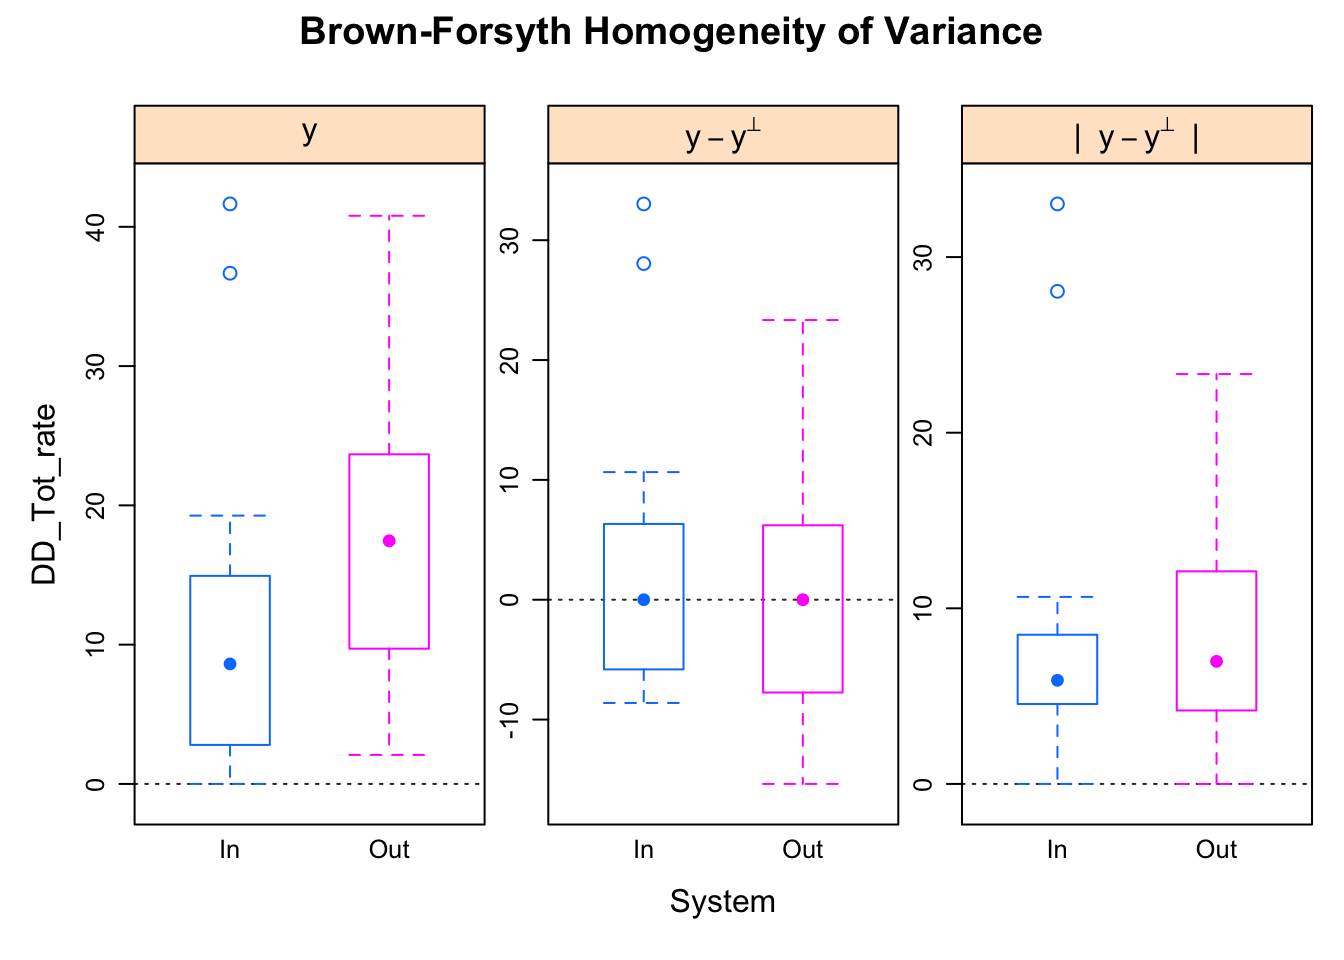 Brown-Forsyth Homogeneity of Variance
y
y – y⊥
| y – y⊥ |
DD_Tot_rate
40
30
20
10
0
30
20
10
0
-10
30
20
10
0
In Out
In Out
In Out
System